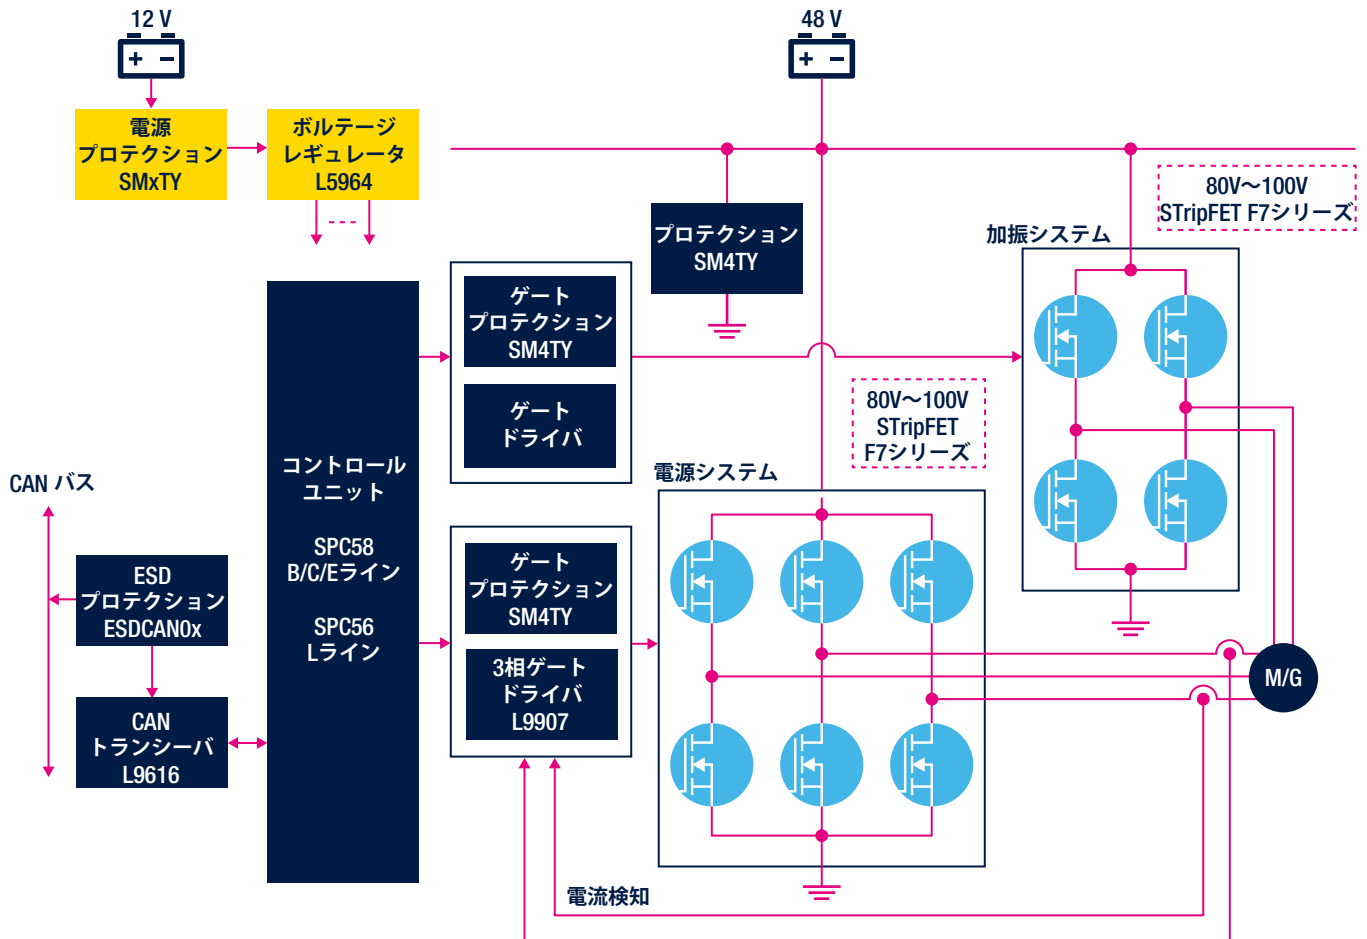 12 V
48 V
電源
プロテクション
SMxTY
ボルテージ
レギュレータ
L5964
プロテクション
SM4TY
80V～100V
STripFET F7シリーズ
加振システム
ゲート
プロテクション
SM4TY
ゲート
ドライバ
80V～100V
STripFET
F7シリーズ
コントロール
ユニット
SPC58
B/C/Eライン
SPC56
Lライン
電源システム
CAN バス
ESD
プロテクション
ESDCAN0x
CAN
トランシーバ
L9616
ゲート
プロテクション
SM4TY
3相ゲート
ドライバ
L9907
M/G
電流検知
+ −
+ −